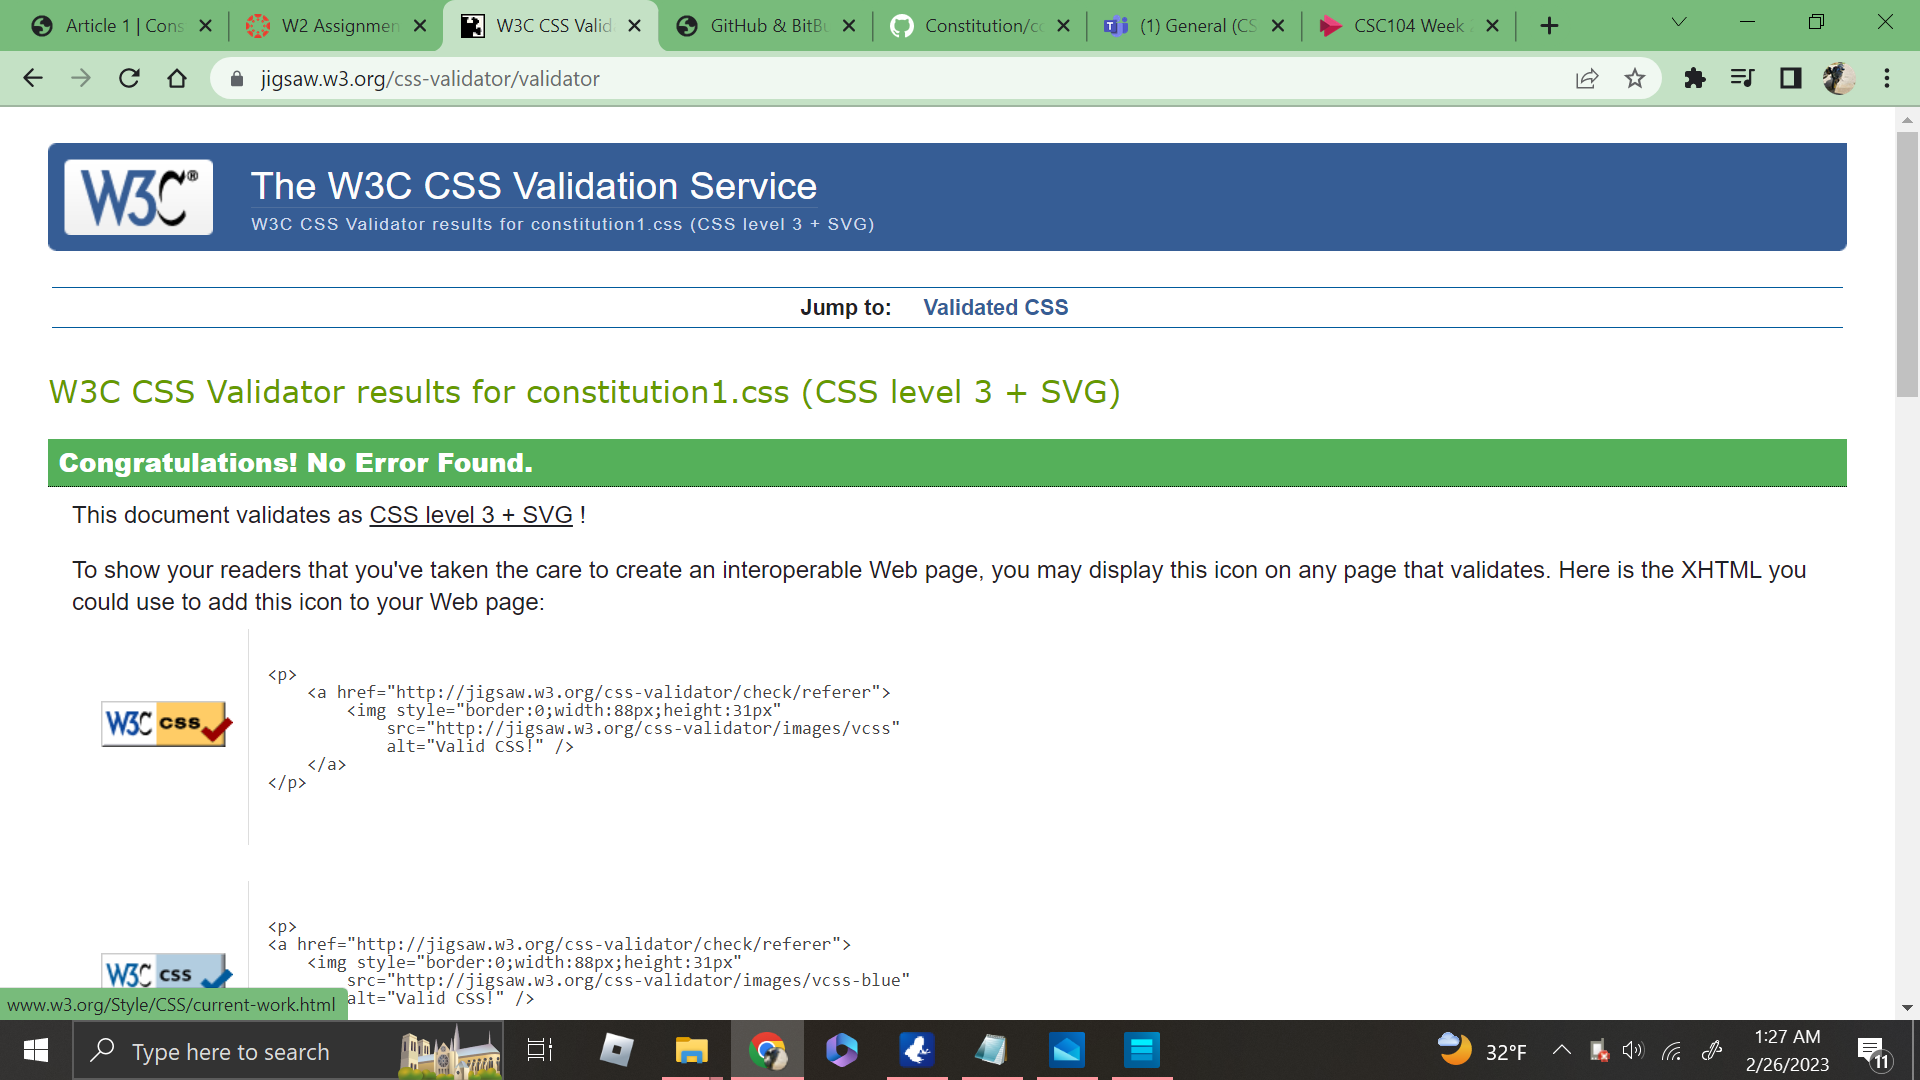 Article 1 | Cons
W2 Assignmen
W3C CSS Valid
GitHub & BitBu
Constitution/co
(1) General (CS
CSC104 Week 2
jigsaw.w3.org/css-validator/validator
W3C®
The W3C CSS Validation Service
W3C CSS Validator results for constitution1.css (CSS level 3 + SVG)
Jump to: Validated CSS
W3C CSS Validator results for constitution1.css (CSS level 3 + SVG)
Congratulations! No Error Found.
This document validates as CSS level 3 + SVG !
To show your readers that you've taken the care to create an interoperable Web page, you may display this icon on any page that validates. Here is the XHTML you
could use to add this icon to your Web page:
W3C css
<p>
<a href="http://jigsaw.w3.org/css-validator/check/referer">
<img style="border:0;width:88px;height:31px"
src="http://jigsaw.w3.org/css-validator/images/vcss"
alt="Valid CSS!" />
</a>
</p>
W3C css
<p>
<a href="http://jigsaw.w3.org/css-validator/check/referer">
<img style="border:0;width:88px;height:31px"
src="http://jigsaw.w3.org/css-validator/images/vcss-blue"
alt="Valid CSS!" />
www.w3.org/Style/CSS/current-work.html
Type here to search
32°F
1:27 AM
2/26/2023
11